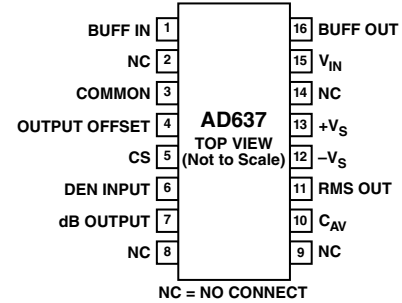 BUFF IN 1
NC 2
COMMON 3
OUTPUT OFFSET 4
CS 5
DEN INPUT 6
dB OUTPUT 7
NC 8
AD637
TOP VIEW
(Not to Scale)
16 BUFF OUT
15 VIN
14 NC
13 +VS
12 –VS
11 RMS OUT
10 CAV
9 NC
NC = NO CONNECT